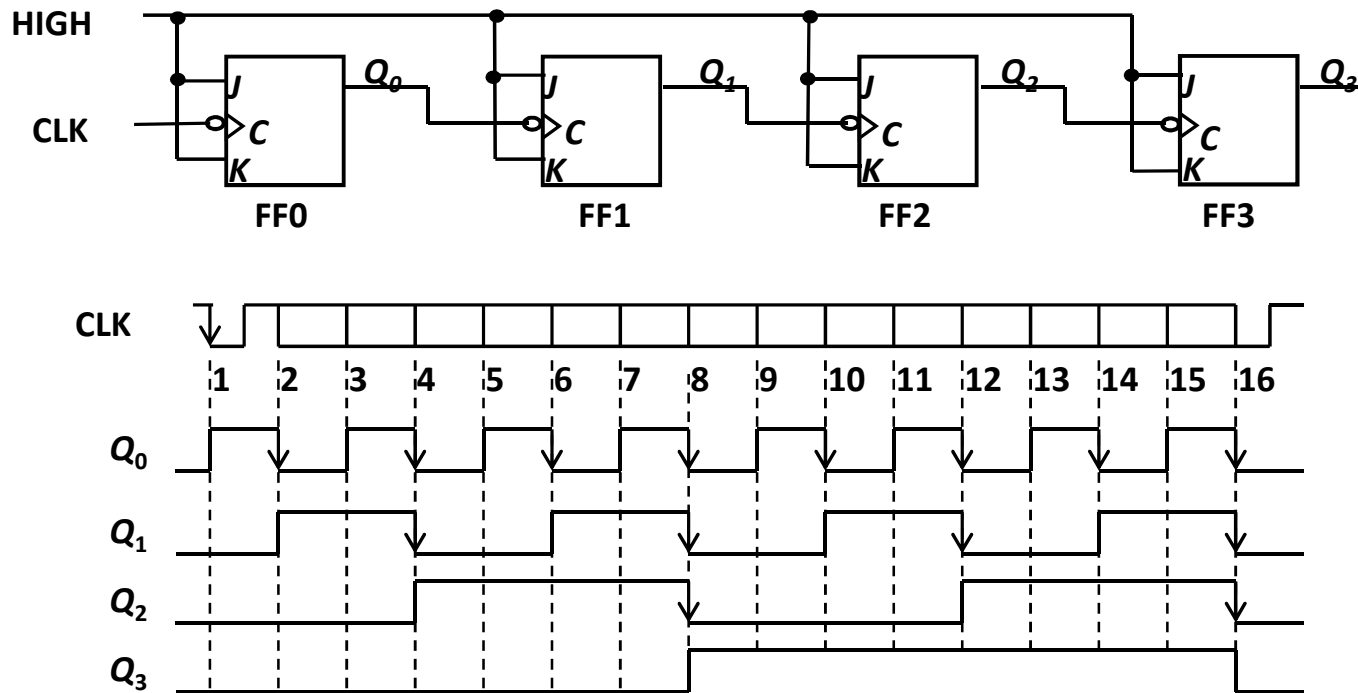 HIGH
Q0 Q1 Q2 Q3
J J J J
CLK C C C C
K K K K
FF0 FF1 FF2 FF3
CLK
1 2 3 4 5 6 7 8 9 10 11 12 13 14 15 16
Q0
Q1
Q2
Q3